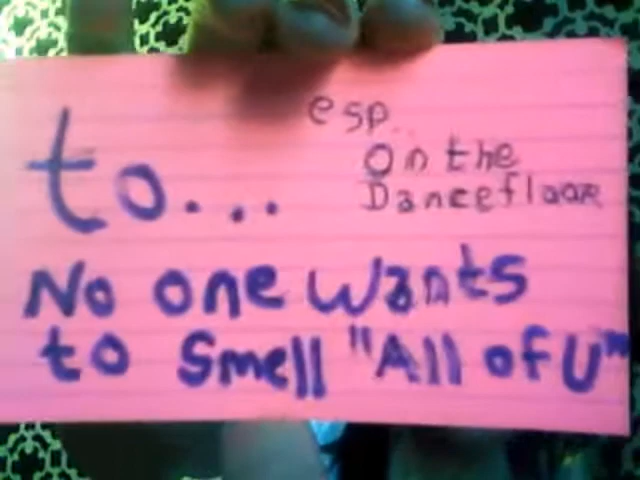 esp.
to...
On the
Dancefloor
No one wants
to Smell "All of U"